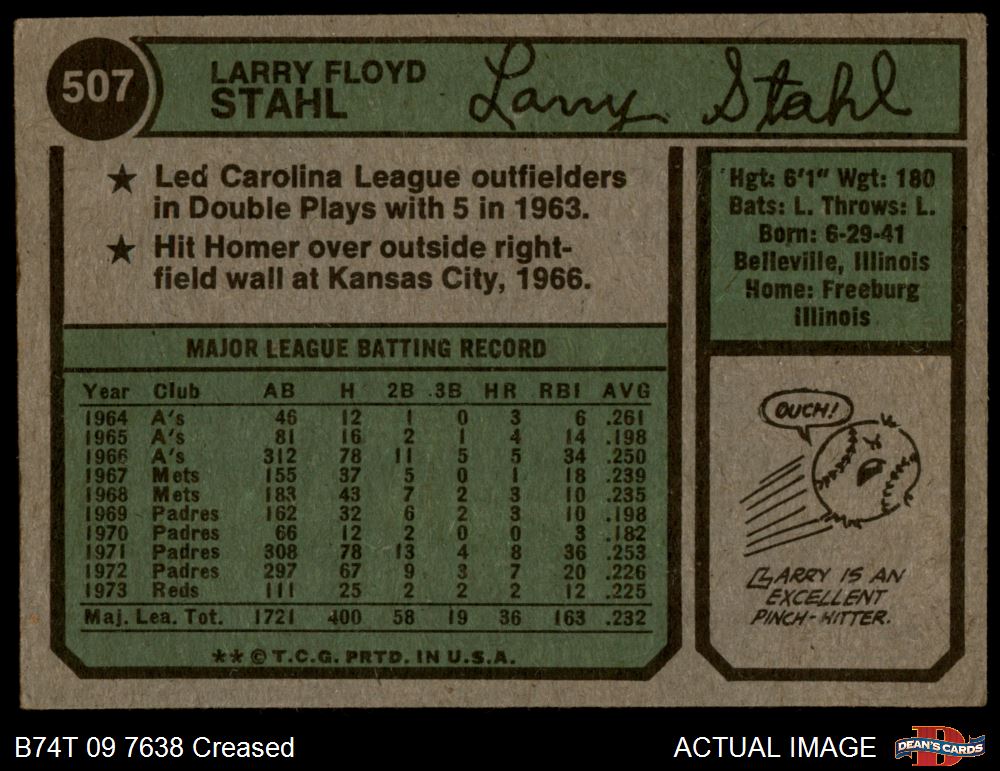 507
LARRY FLOYD
STAHL
Larry Stahl
★ Led Carolina League outfielders
in Double Plays with 5 in 1963.
★ Hit Homer over outside right-
field wall at Kansas City, 1966.
Hgt: 6'1" Wgt: 180
Bats: L. Throws: L.
Born: 6-29-41
Belleville, Illinois
Home: Freeburg
Illinois
MAJOR LEAGUE BATTING RECORD
Year Club AB H 2B 3B HR RBI AVG
1964 A's 46 12 1 0 3 6 .261
1965 A's 81 16 2 1 4 14 .198
1966 A's 312 78 11 5 5 34 .250
1967 Mets 155 37 5 0 1 18 .239
1968 Mets 183 43 7 2 3 10 .235
1969 Padres 162 32 6 2 3 10 .198
1970 Padres 66 12 2 0 0 3 .182
1971 Padres 308 78 13 4 8 36 .253
1972 Padres 297 67 9 3 7 20 .226
1973 Reds 111 25 2 2 2 12 .225
Maj. Lea. Tot. 1721 400 58 19 36 163 .232
**©T.C.G. PRTD. IN U.S.A.
OUCH!
LARRY IS AN
EXCELLENT
PINCH-HITTER.
B74T 09 7638 Creased
ACTUAL IMAGE
DEAN'S CARDS